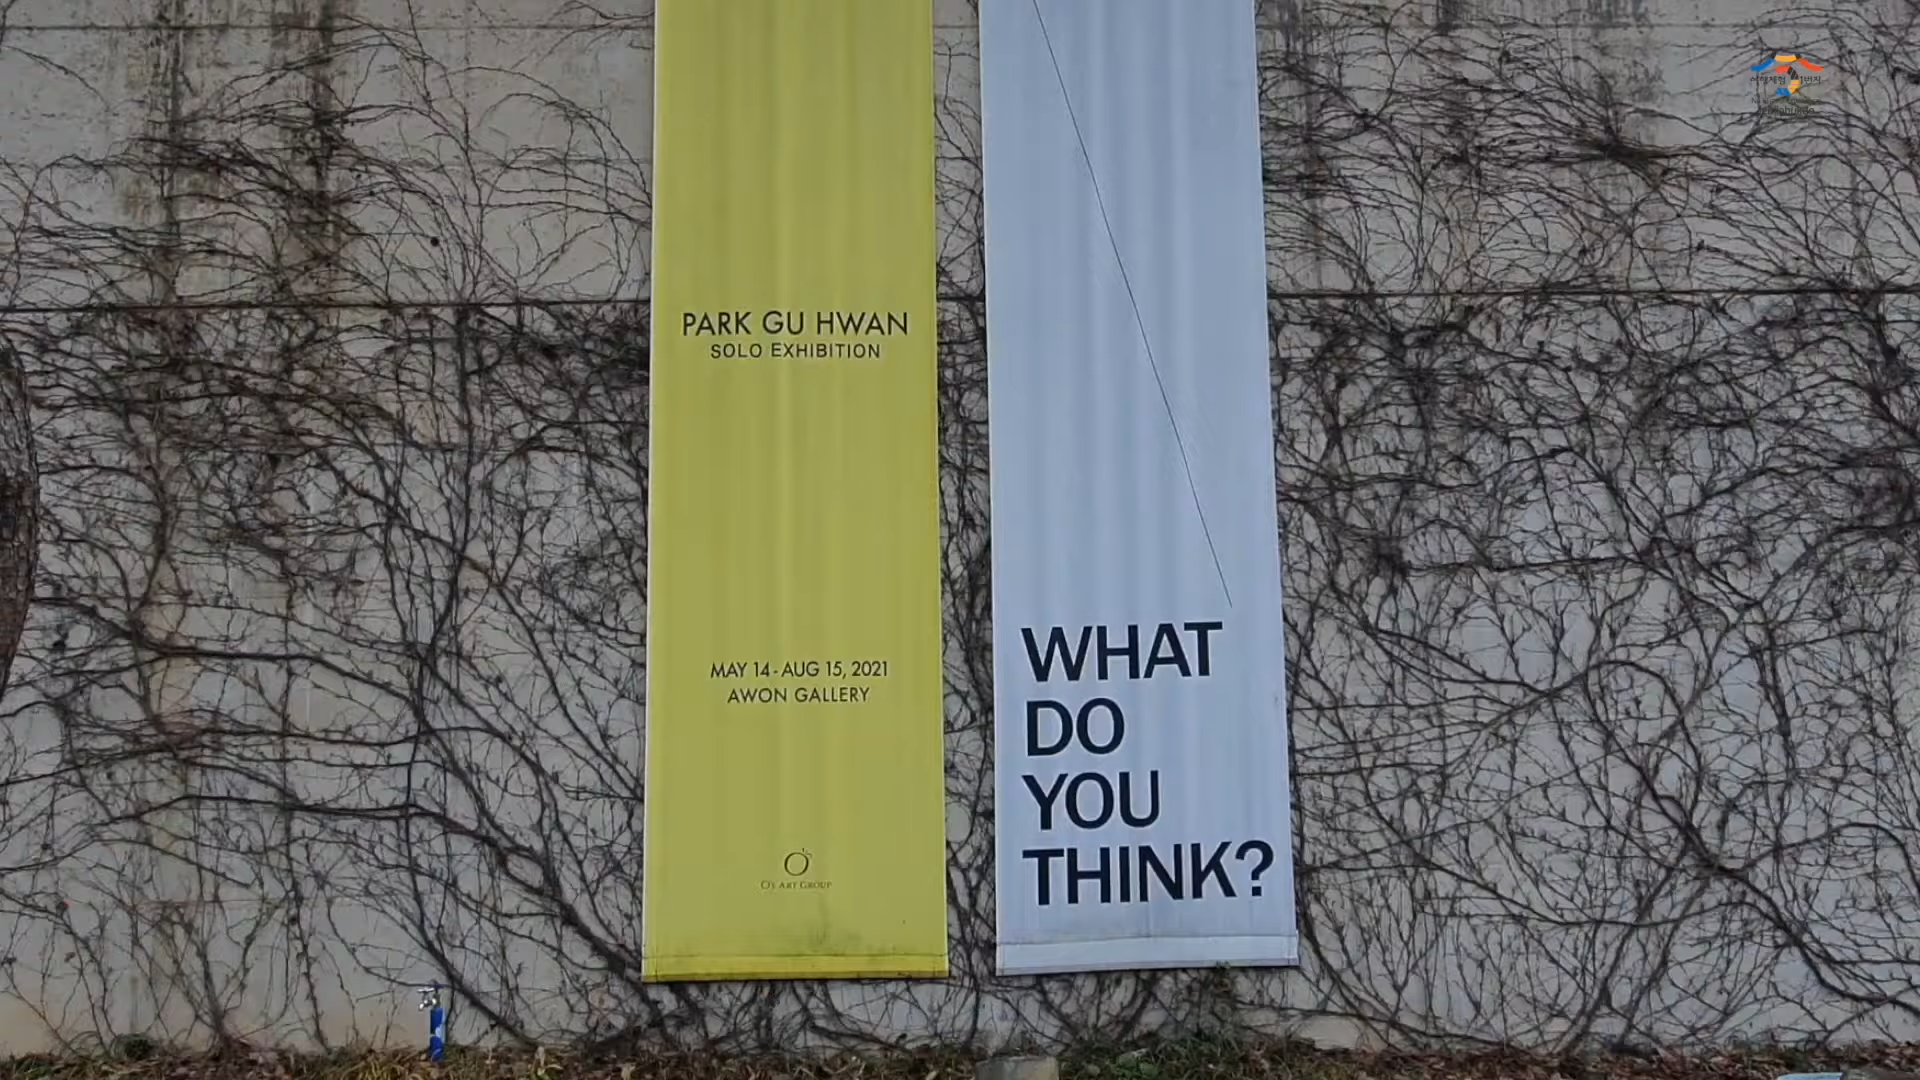 PARK GU HWAN
SOLO EXHIBITION
MAY 14 - AUG 15, 2021
AWON GALLERY
O's ART GROUP
WHAT
DO
YOU
THINK?